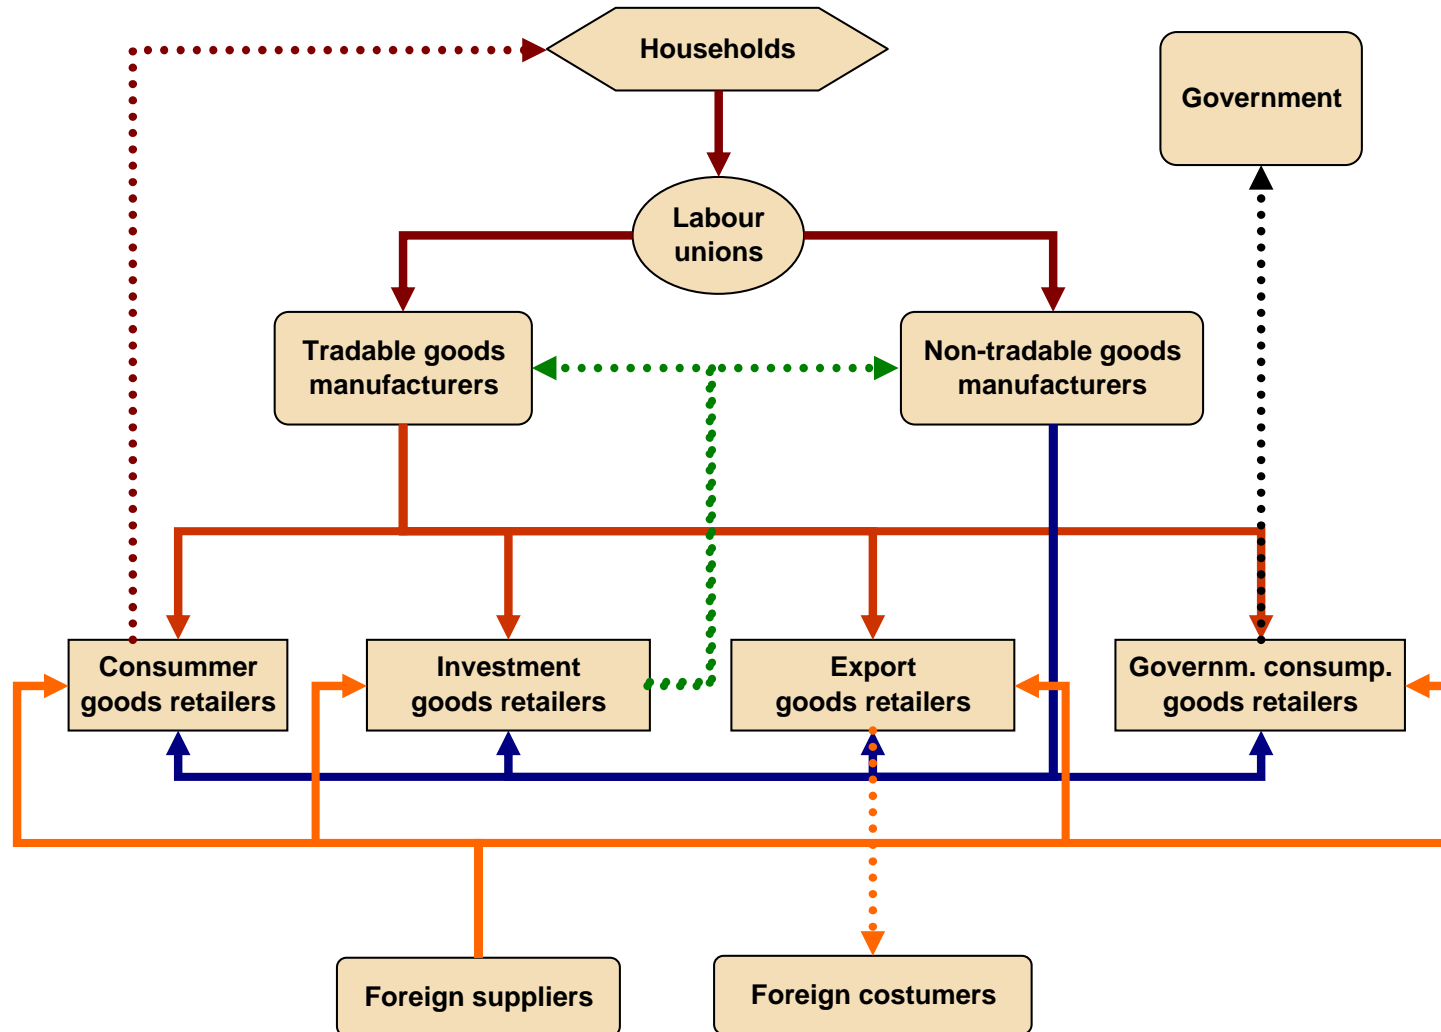 Households
Government
Labour
unions
Tradable goods
manufacturers
Non-tradable goods
manufacturers
Consummer
goods retailers
Investment
goods retailers
Export
goods retailers
Governm. consump.
goods retailers
Foreign suppliers
Foreign costumers